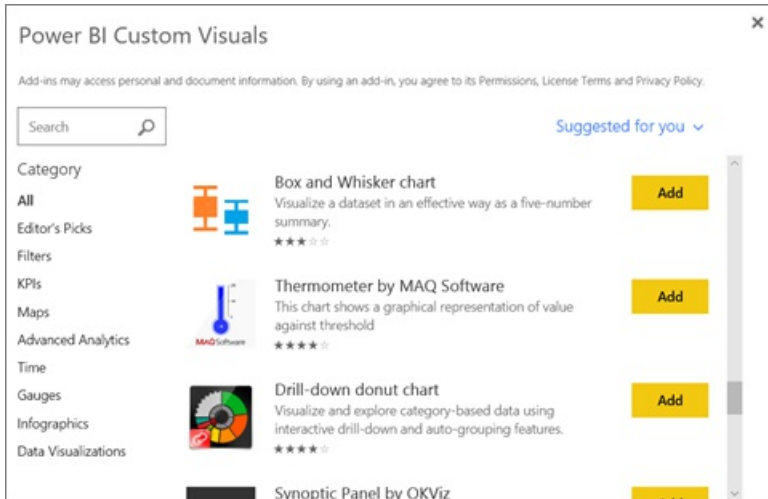 Power BI Custom Visuals
Add-ins may access personal and document information. By using an add-in, you agree to its Permissions, License Terms and Privacy Policy.
Search
Suggested for you
Category
All
Editor's Picks
Filters
KPIs
Maps
Advanced Analytics
Time
Gauges
Infographics
Data Visualizations
Box and Whisker chart
Visualize a dataset in an effective way as a five-number
summary.
Add
MAQ Software
Thermometer by MAQ Software
This chart shows a graphical representation of value
against threshold
Add
Drill-down donut chart
Visualize and explore category-based data using
interactive drill-down and auto-grouping features.
Add
Synoptic Panel by OKViz
Add